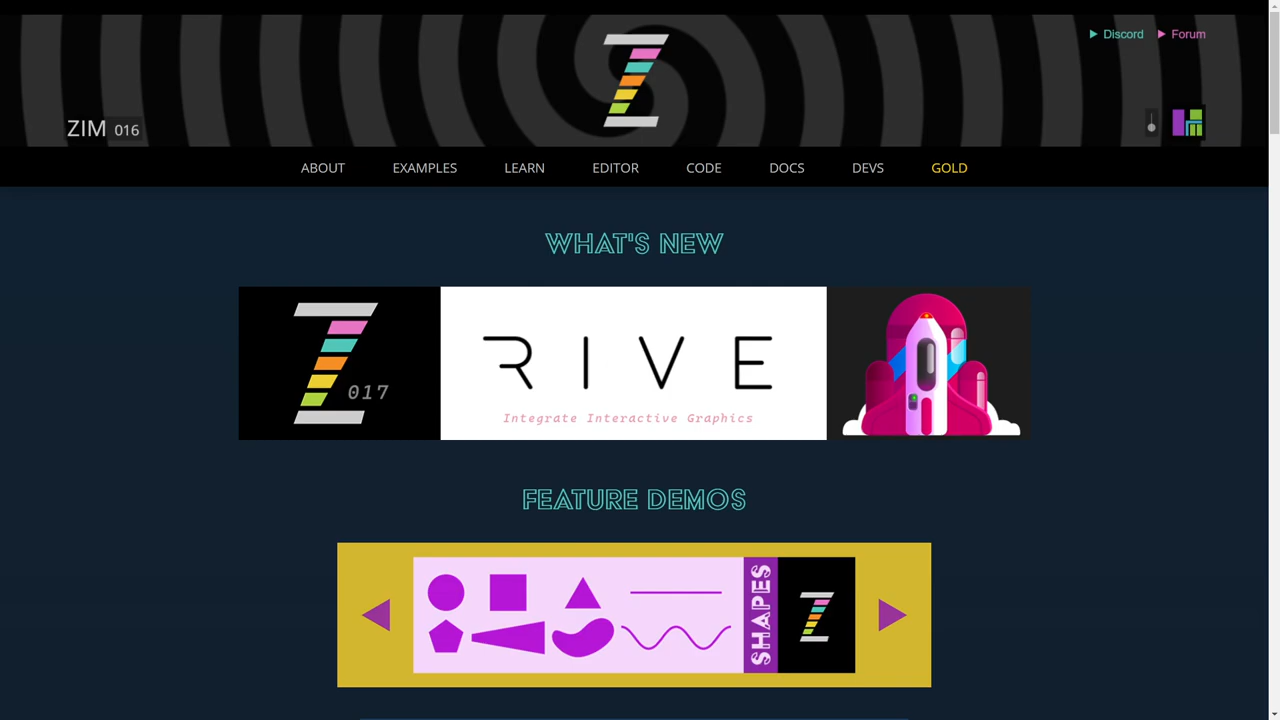 Discord Forum
ZIM 016
ABOUT EXAMPLES LEARN EDITOR CODE DOCS DEVS GOLD
WHAT'S NEW
Z 017
RIVE
Integrate Interactive Graphics
FEATURE DEMOS
SHAPES
Z